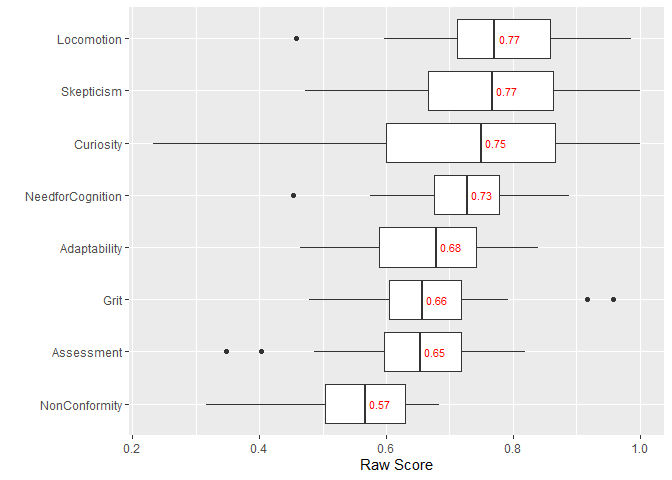 Locomotion
0.77
Skepticism
0.77
Curiosity
0.75
NeedforCognition
0.73
Adaptability
0.68
Grit
0.66
Assessment
0.65
NonConformity
0.57
0.2 0.4 0.6 0.8 1.0
Raw Score